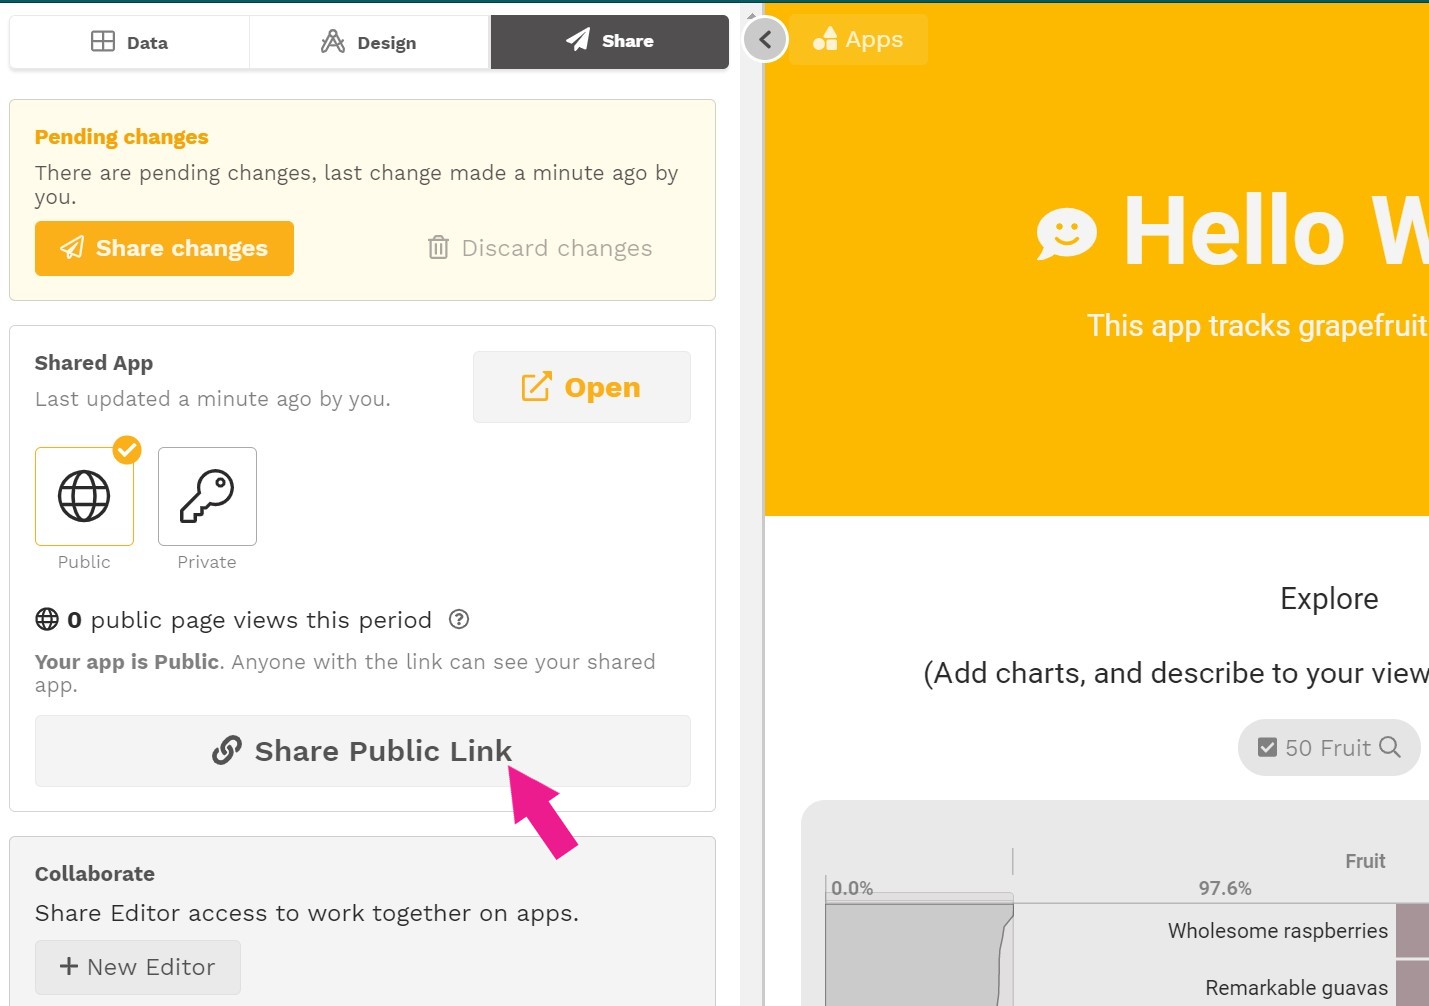 Data
Design
Share
Apps
Pending changes
There are pending changes, last change made a minute ago by
you.
Share changes
Discard changes
Shared App
Last updated a minute ago by you.
Open
Public
Private
0 public page views this period
Your app is Public. Anyone with the link can see your shared
app.
Share Public Link
Collaborate
Share Editor access to work together on apps.
+ New Editor
Hello W
This app tracks grapefruit
Explore
(Add charts, and describe to your view
50 Fruit
Fruit
0.0%
97.6%
Wholesome raspberries
Remarkable guavas